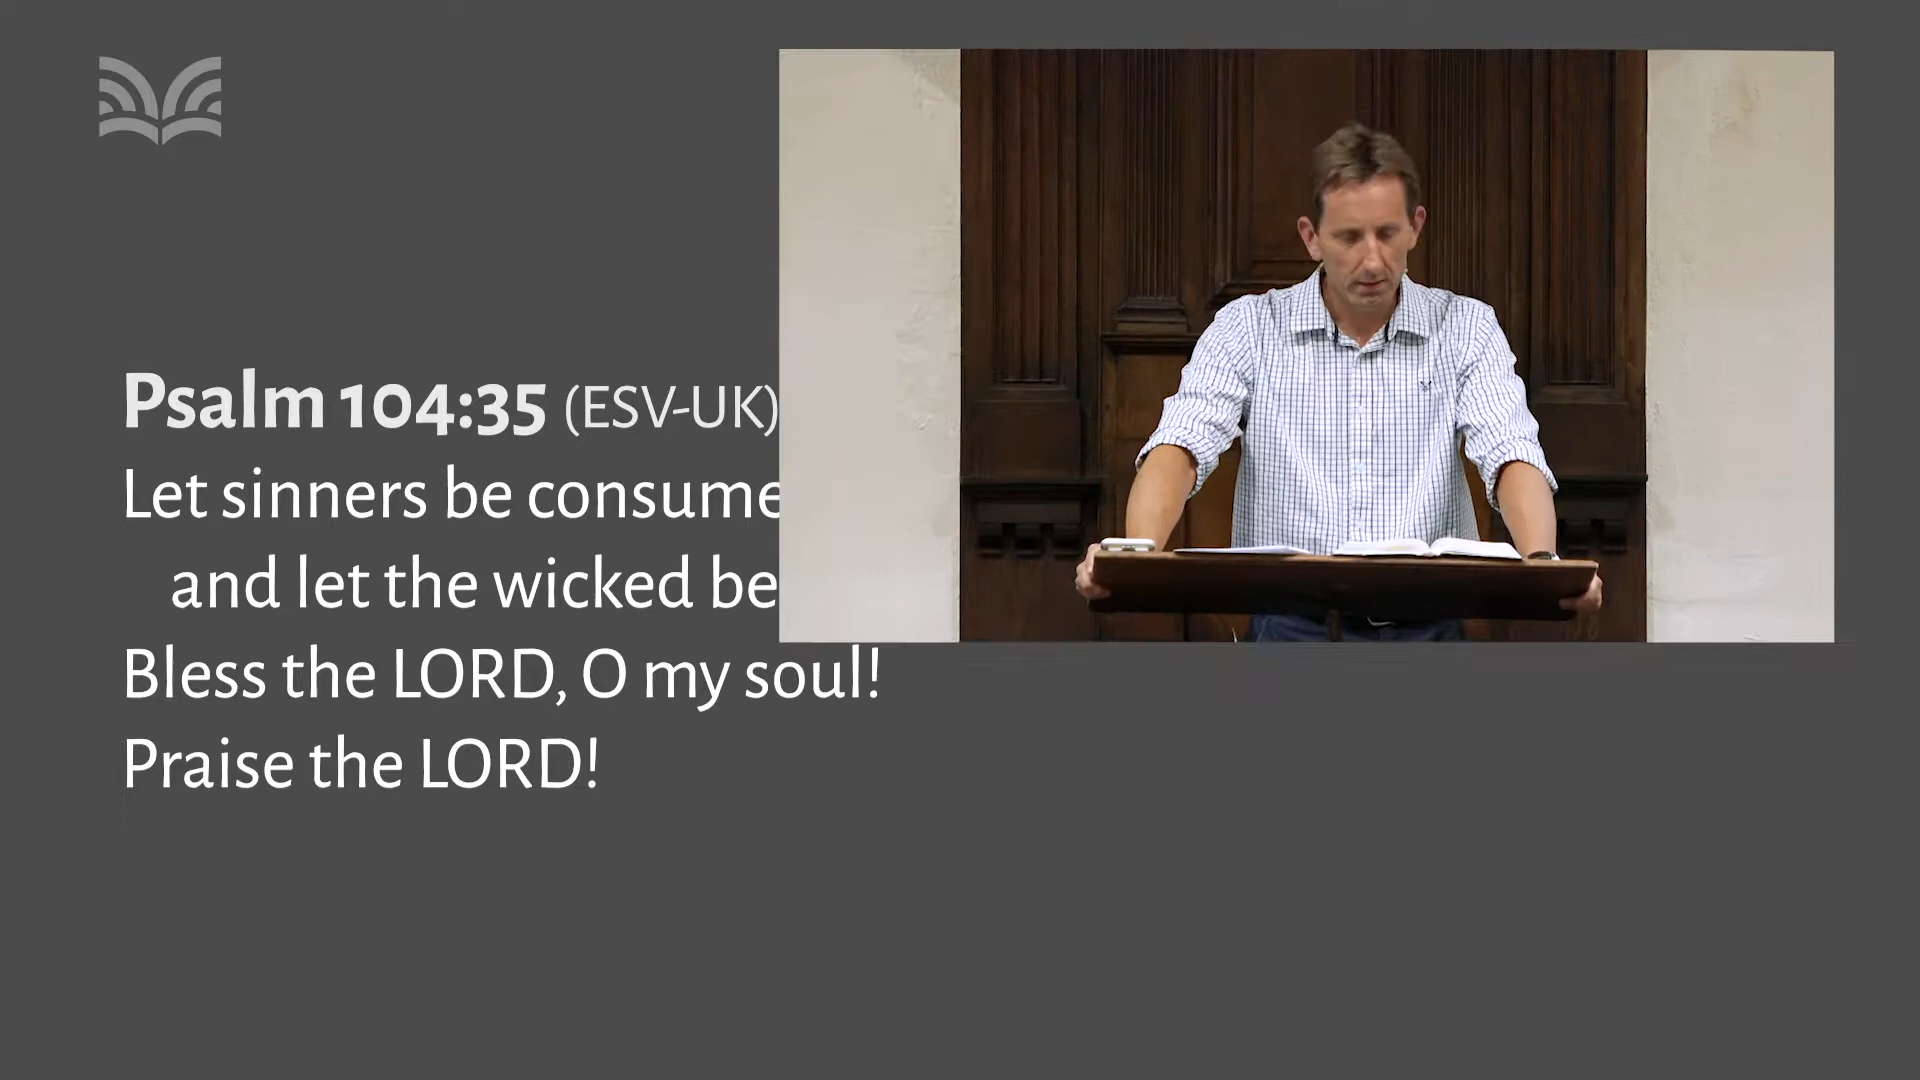 Psalm 104:35 (ESV-UK)
Let sinners be consume
and let the wicked be
Bless the LORD, O my soul!
Praise the LORD!